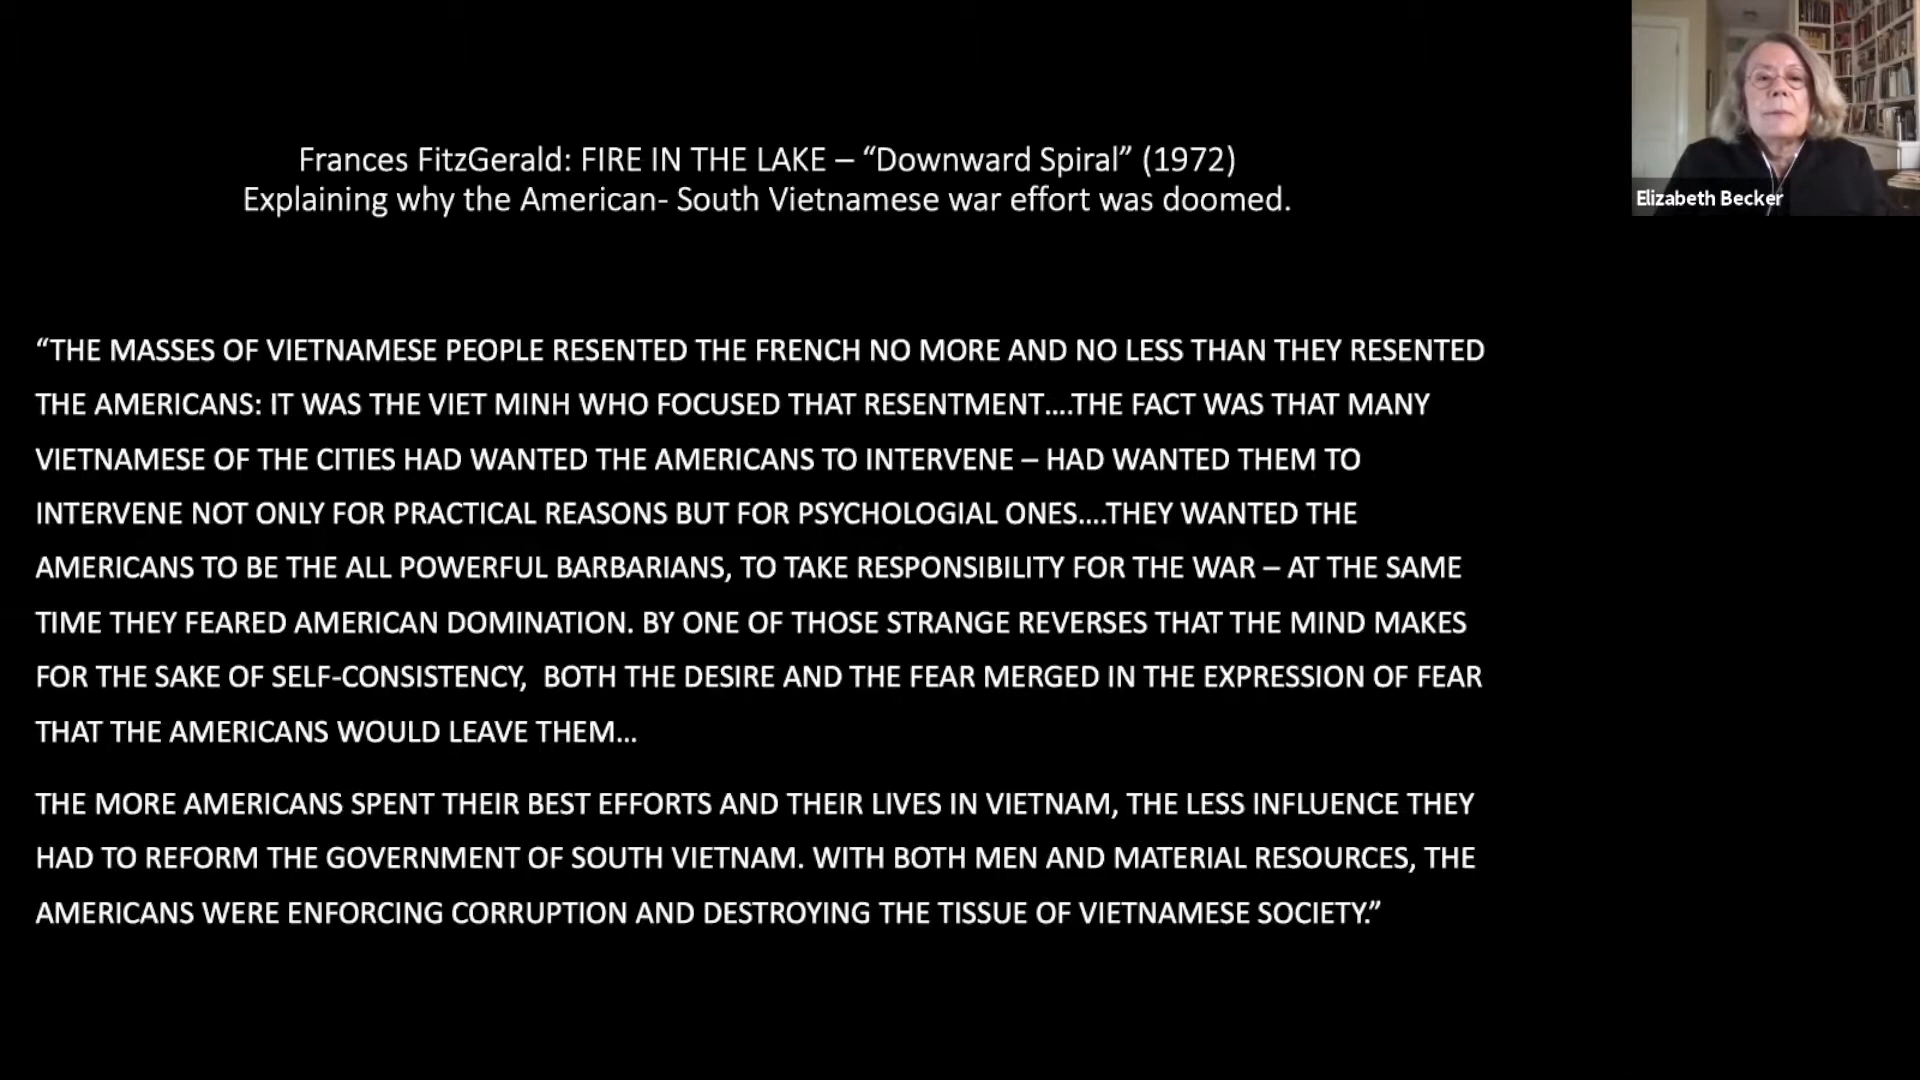 Frances FitzGerald: FIRE IN THE LAKE – “Downward Spiral” (1972)
Explaining why the American- South Vietnamese war effort was doomed.
Elizabeth Becker
“THE MASSES OF VIETNAMESE PEOPLE RESENTED THE FRENCH NO MORE AND NO LESS THAN THEY RESENTED
THE AMERICANS: IT WAS THE VIET MINH WHO FOCUSED THAT RESENTMENT....THE FACT WAS THAT MANY
VIETNAMESE OF THE CITIES HAD WANTED THE AMERICANS TO INTERVENE – HAD WANTED THEM TO
INTERVENE NOT ONLY FOR PRACTICAL REASONS BUT FOR PSYCHOLOGIAL ONES....THEY WANTED THE
AMERICANS TO BE THE ALL POWERFUL BARBARIANS, TO TAKE RESPONSIBILITY FOR THE WAR – AT THE SAME
TIME THEY FEARED AMERICAN DOMINATION. BY ONE OF THOSE STRANGE REVERSES THAT THE MIND MAKES
FOR THE SAKE OF SELF-CONSISTENCY,  BOTH THE DESIRE AND THE FEAR MERGED IN THE EXPRESSION OF FEAR
THAT THE AMERICANS WOULD LEAVE THEM...
THE MORE AMERICANS SPENT THEIR BEST EFFORTS AND THEIR LIVES IN VIETNAM, THE LESS INFLUENCE THEY
HAD TO REFORM THE GOVERNMENT OF SOUTH VIETNAM. WITH BOTH MEN AND MATERIAL RESOURCES, THE
AMERICANS WERE ENFORCING CORRUPTION AND DESTROYING THE TISSUE OF VIETNAMESE SOCIETY.”